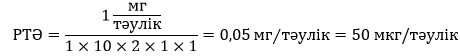 РТӘ = 1 мг/тәулік / 1 × 10 × 2 × 1 × 1 = 0,05 мг/тәулік = 50 мкг/тәулік